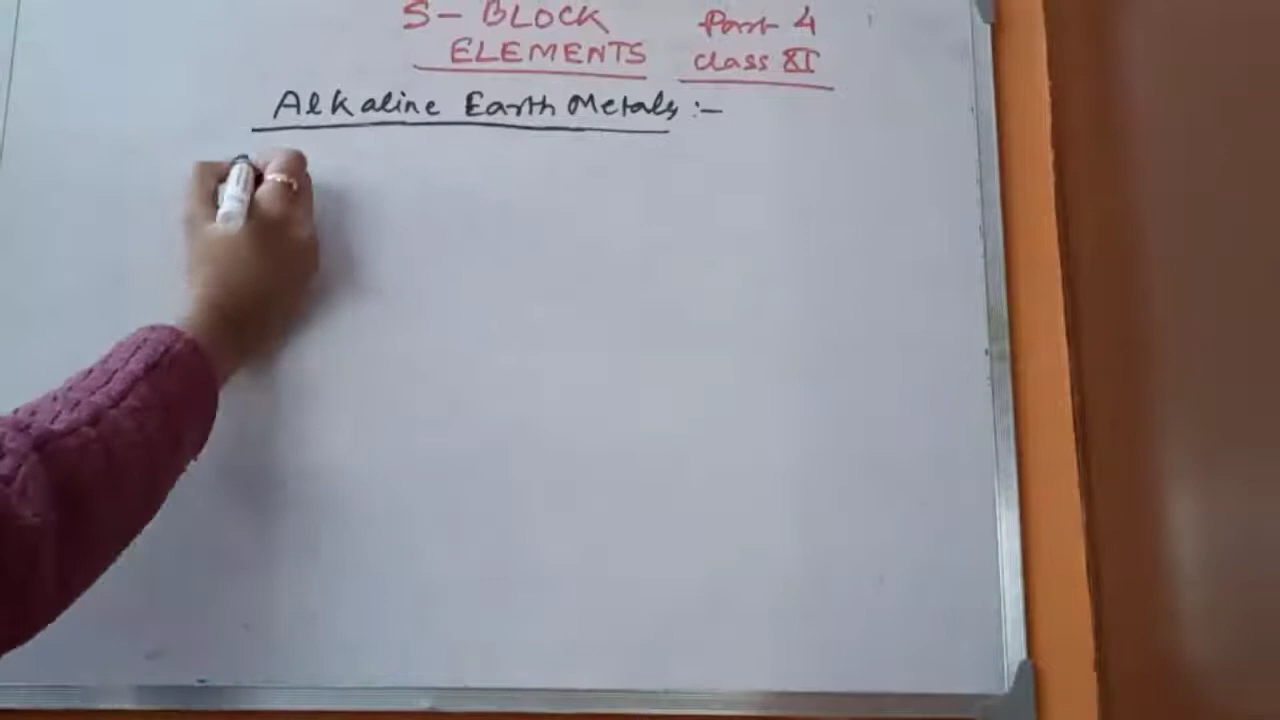 S- BLOCK
ELEMENTS
Part 4
class XI
Alkaline Earth Metals :-